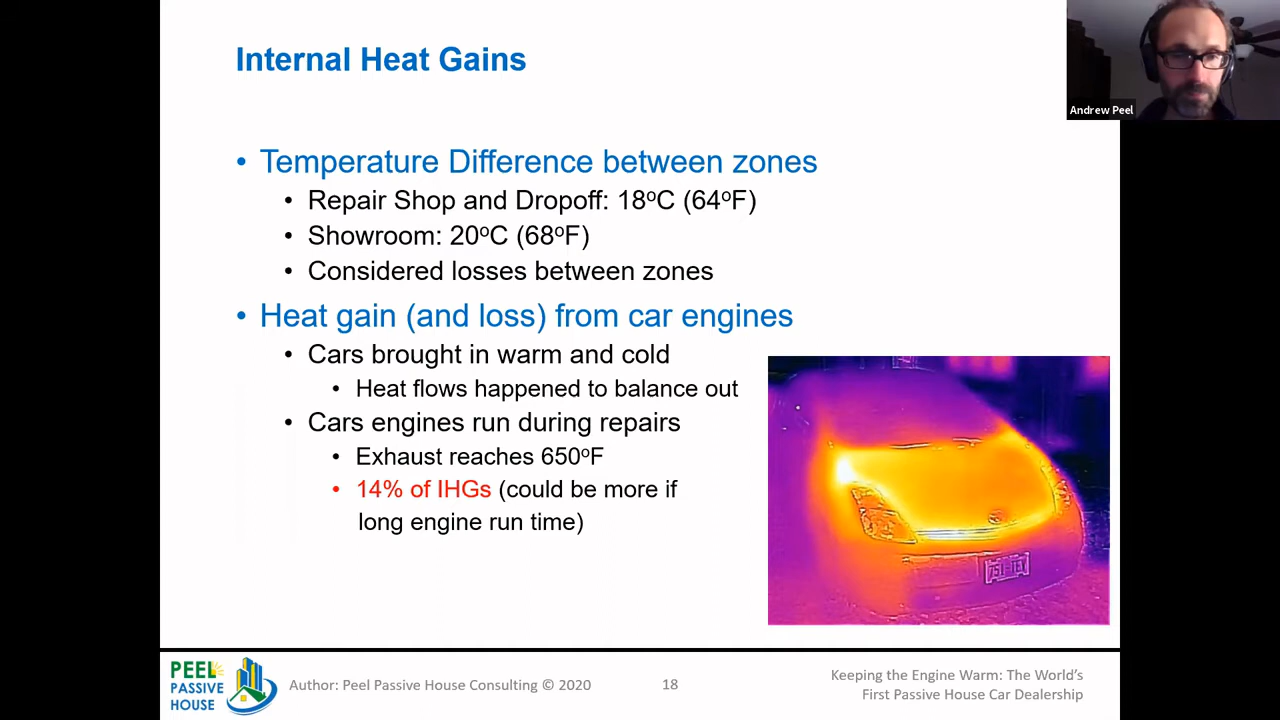 Internal Heat Gains
Andrew Peel
• Temperature Difference between zones
• Repair Shop and Dropoff: 18ºC (64ºF)
• Showroom: 20ºC (68ºF)
• Considered losses between zones
• Heat gain (and loss) from car engines
• Cars brought in warm and cold
• Heat flows happened to balance out
• Cars engines run during repairs
• Exhaust reaches 650ºF
• 14% of IHGs (could be more if
long engine run time)
PEEL
PASSIVE
HOUSE
Author: Peel Passive House Consulting © 2020
18
Keeping the Engine Warm: The World’s
First Passive House Car Dealership